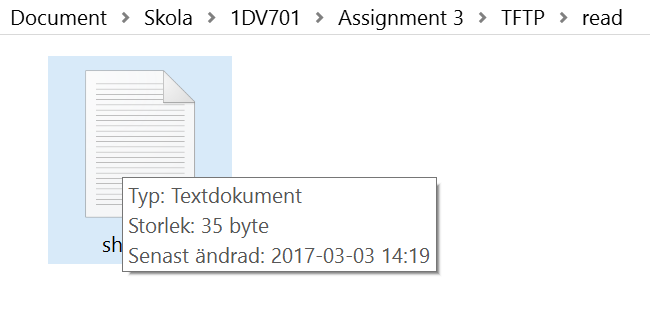 Document > Skola > 1DV701 > Assignment 3 > TFTP > read
Typ: Textdokument
Storlek: 35 byte
Senast ändrad: 2017-03-03 14:19